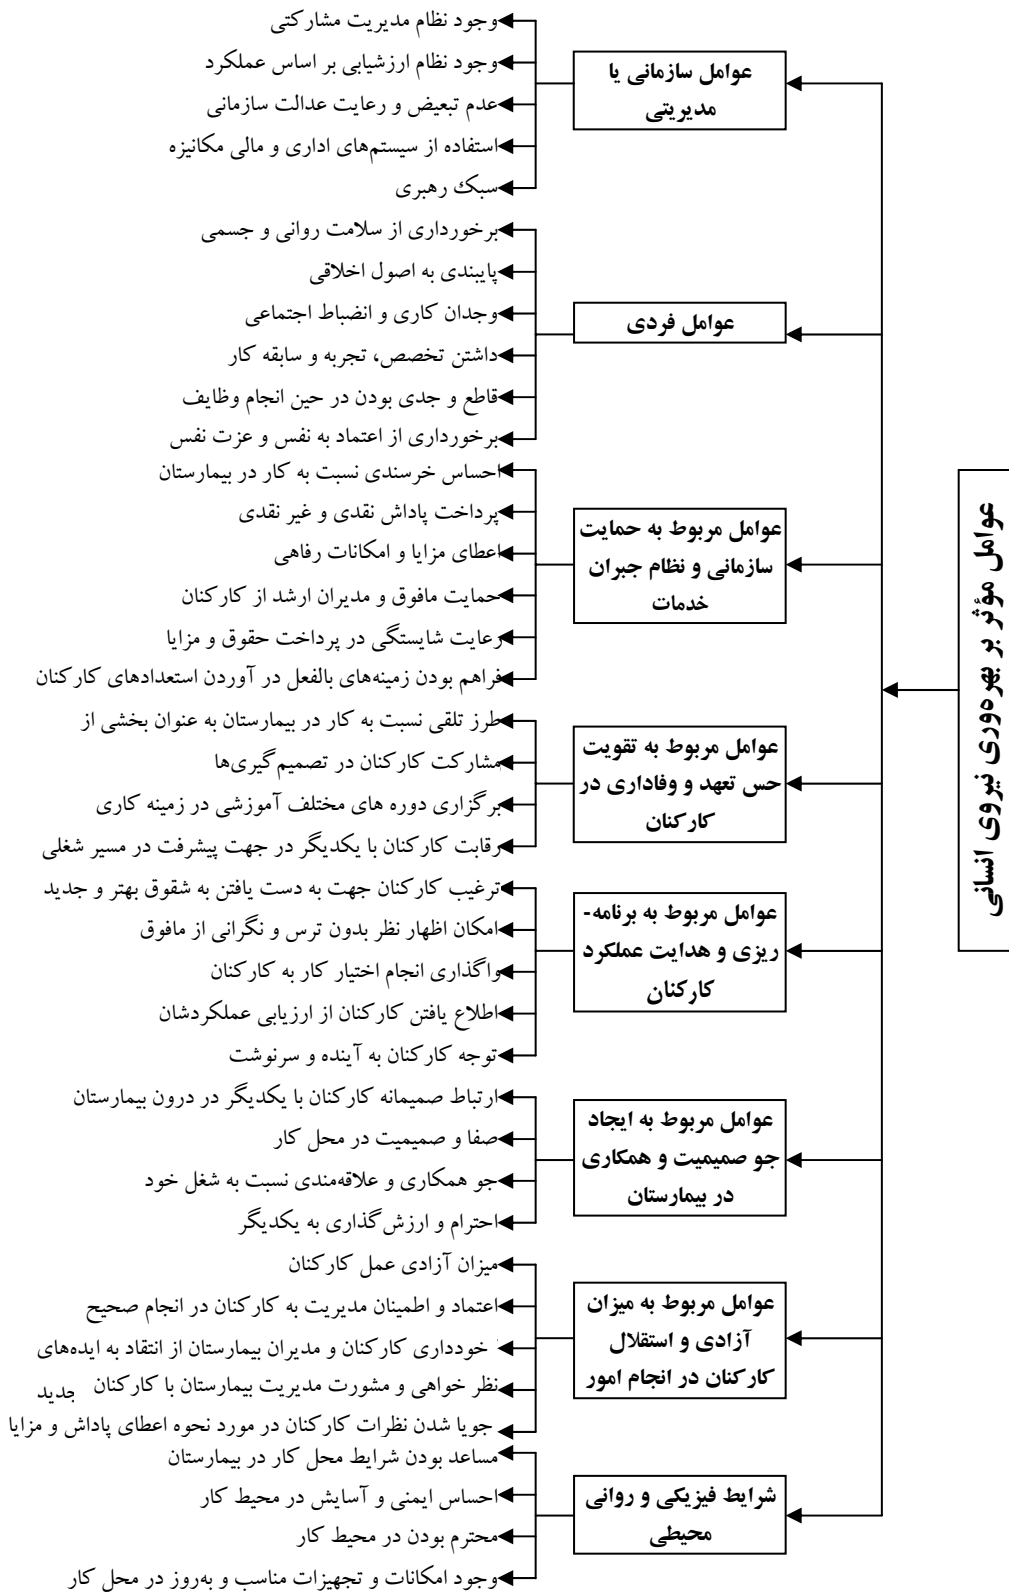 عوامل مؤثر بر بهره‌وری نیروی انسانی
عوامل سازمانی یا
مدیریتی
وجود نظام مدیریت مشارکتی
وجود نظام ارزشیابی بر اساس عملکرد
عدم تبعیض و رعایت عدالت سازمانی
استفاده از سیستم‌های اداری و مالی مکانیزه
سبک رهبری
عوامل فردی
برخورداری از سلامت روانی و جسمی
پایبندی به اصول اخلاقی
وجدان کاری و انضباط اجتماعی
داشتن تخصص، تجربه و سابقه کار
قاطع و جدی بودن در حین انجام وظایف
برخورداری از اعتماد به نفس و عزت نفس
عوامل مربوط به حمایت
سازمانی و نظام جبران
خدمات
احساس خرسندی نسبت به کار در بیمارستان
پرداخت پاداش نقدی و غیر نقدی
اعطای مزایا و امکانات رفاهی
حمایت مافوق و مدیران ارشد از کارکنان
رعایت شایستگی در پرداخت حقوق و مزایا
فراهم بودن زمینه‌های بالفعل در آوردن استعدادهای کارکنان
عوامل مربوط به تقویت
حس تعهد و وفاداری در
کارکنان
طرز تلقی نسبت به کار در بیمارستان به عنوان بخشی از
مشارکت کارکنان در تصمیم‌گیری‌ها
برگزاری دوره های مختلف آموزشی در زمینه کاری
رقابت کارکنان با یکدیگر در جهت پیشرفت در مسیر شغلی
عوامل مربوط به برنامه-
ریزی و هدایت عملکرد
کارکنان
ترغیب کارکنان جهت به دست یافتن به شقوق بهتر و جدید
امکان اظهار نظر بدون ترس و نگرانی از مافوق
واگذاری انجام اختیار کار به کارکنان
اطلاع یافتن کارکنان از ارزیابی عملکردشان
توجه کارکنان به آینده و سرنوشت
عوامل مربوط به ایجاد
جو صمیمیت و همکاری
در بیمارستان
ارتباط صمیمانه کارکنان با یکدیگر در درون بیمارستان
صفا و صمیمیت در محل کار
جو همکاری و علاقه‌مندی نسبت به شغل خود
احترام و ارزش گذاری به یکدیگر
عوامل مربوط به میزان
آزادی و استقلال
کارکنان در انجام امور
میزان آزادی عمل کارکنان
اعتماد و اطمینان مدیریت به کارکنان در انجام صحیح
خودداری کارکنان و مدیران بیمارستان از انتقاد به ایده‌های
جدید
نظر خواهی و مشورت مدیریت بیمارستان با کارکنان
جویا شدن نظرات کارکنان در مورد نحوه اعطای پاداش و مزایا
شرایط فیزیکی و روانی
محیطی
مساعد بودن شرایط محل کار در بیمارستان
احساس ایمنی و آسایش در محیط کار
محترم بودن در محیط کار
وجود امکانات و تجهیزات مناسب و به‌روز در محل کار